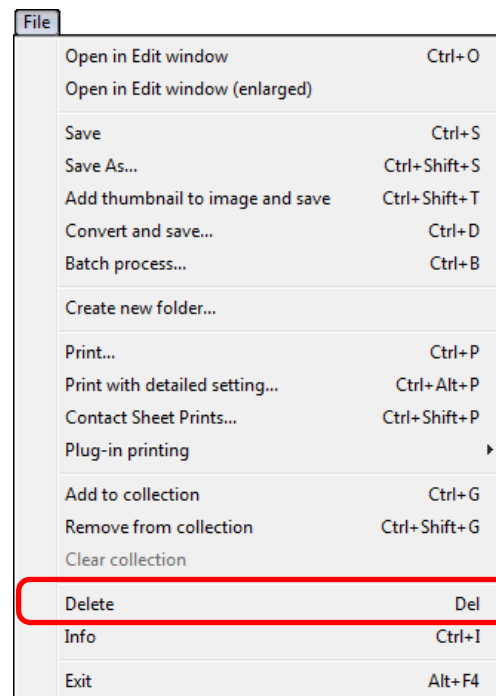 File
Open in Edit window Ctrl+O
Open in Edit window (enlarged)
Save Ctrl+S
Save As... Ctrl+Shift+S
Add thumbnail to image and save Ctrl+Shift+T
Convert and save... Ctrl+D
Batch process... Ctrl+B
Create new folder...
Print... Ctrl+P
Print with detailed setting... Ctrl+Alt+P
Contact Sheet Prints... Ctrl+Shift+P
Plug-in printing
Add to collection Ctrl+G
Remove from collection Ctrl+Shift+G
Clear collection
Delete Del
Info Ctrl+I
Exit Alt+F4